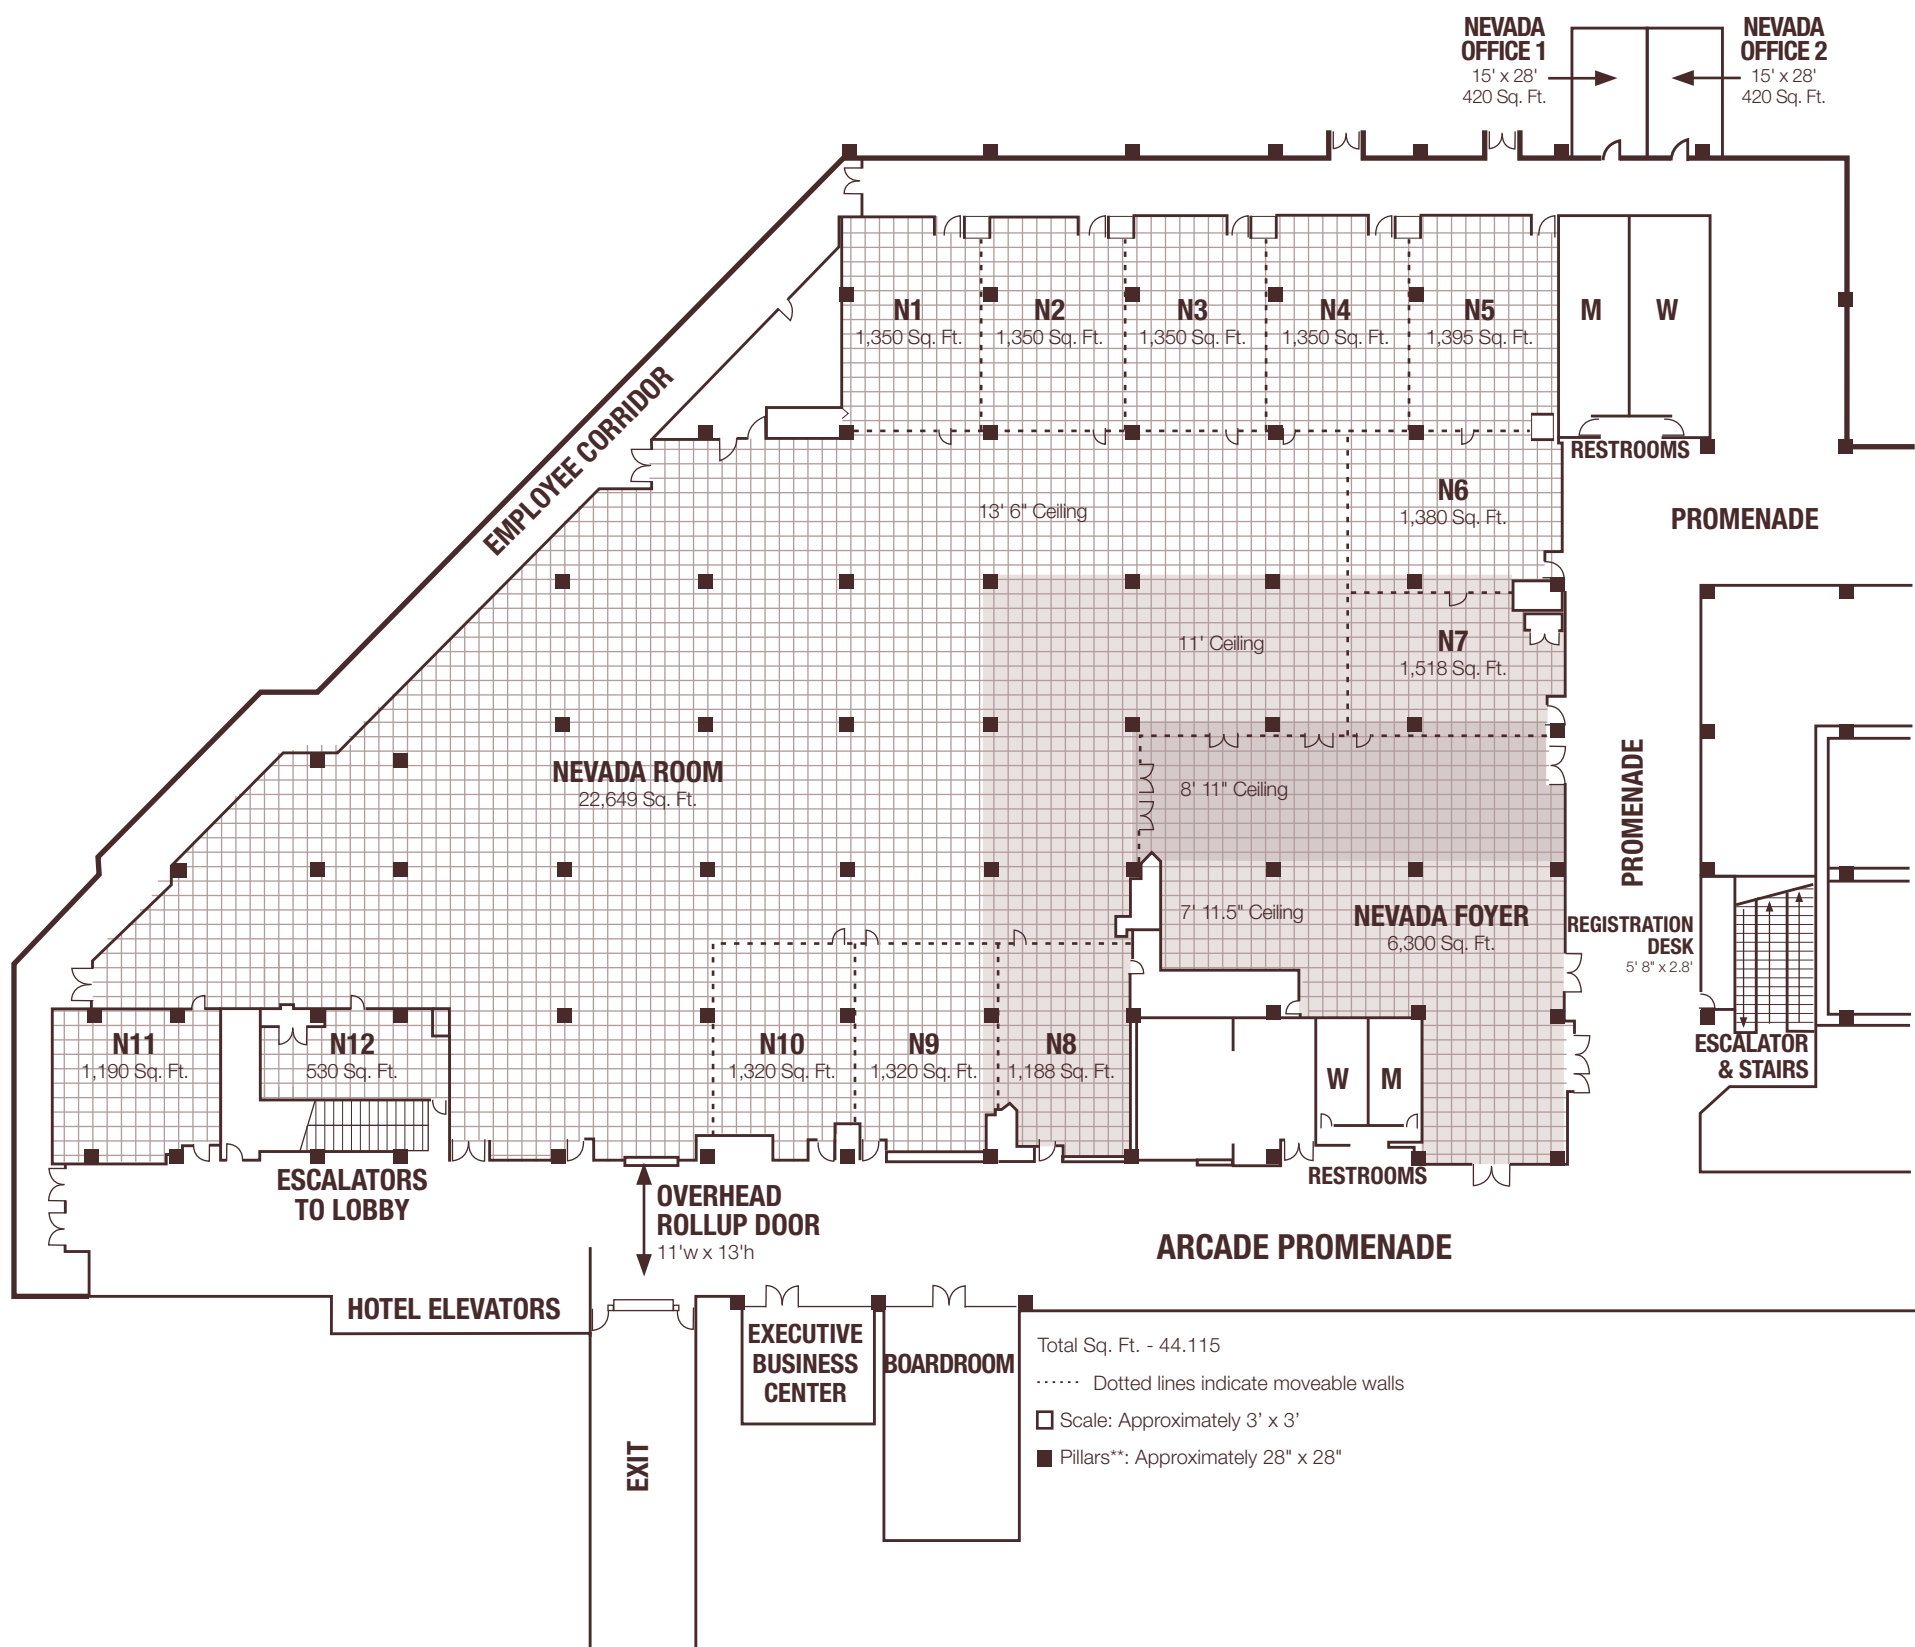 NEVADA
OFFICE 1
15' x 28'
420 Sq. Ft.
NEVADA
OFFICE 2
15' x 28'
420 Sq. Ft.
N1
1,350 Sq. Ft.
N2
1,350 Sq. Ft.
N3
1,350 Sq. Ft.
N4
1,350 Sq. Ft.
N5
1,395 Sq. Ft.
M
W
RESTROOMS
EMPLOYEE CORRIDOR
13' 6" Ceiling
N6
1,380 Sq. Ft.
PROMENADE
11' Ceiling
N7
1,518 Sq. Ft.
NEVADA ROOM
22,649 Sq. Ft.
8' 11" Ceiling
PROMENADE
7' 11.5" Ceiling
NEVADA FOYER
6,300 Sq. Ft.
REGISTRATION
DESK
5' 8" x 2.8'
N11
1,190 Sq. Ft.
N12
530 Sq. Ft.
N10
1,320 Sq. Ft.
N9
1,320 Sq. Ft.
N8
1,188 Sq. Ft.
W
M
ESCALATOR
& STAIRS
ESCALATORS
TO LOBBY
RESTROOMS
OVERHEAD
ROLLUP DOOR
11'w x 13'h
ARCADE PROMENADE
HOTEL ELEVATORS
EXECUTIVE
BUSINESS
CENTER
BOARDROOM
EXIT
Total Sq. Ft. - 44.115
Dotted lines indicate moveable walls
Scale: Approximately 3’ x 3’
Pillars**: Approximately 28" x 28"